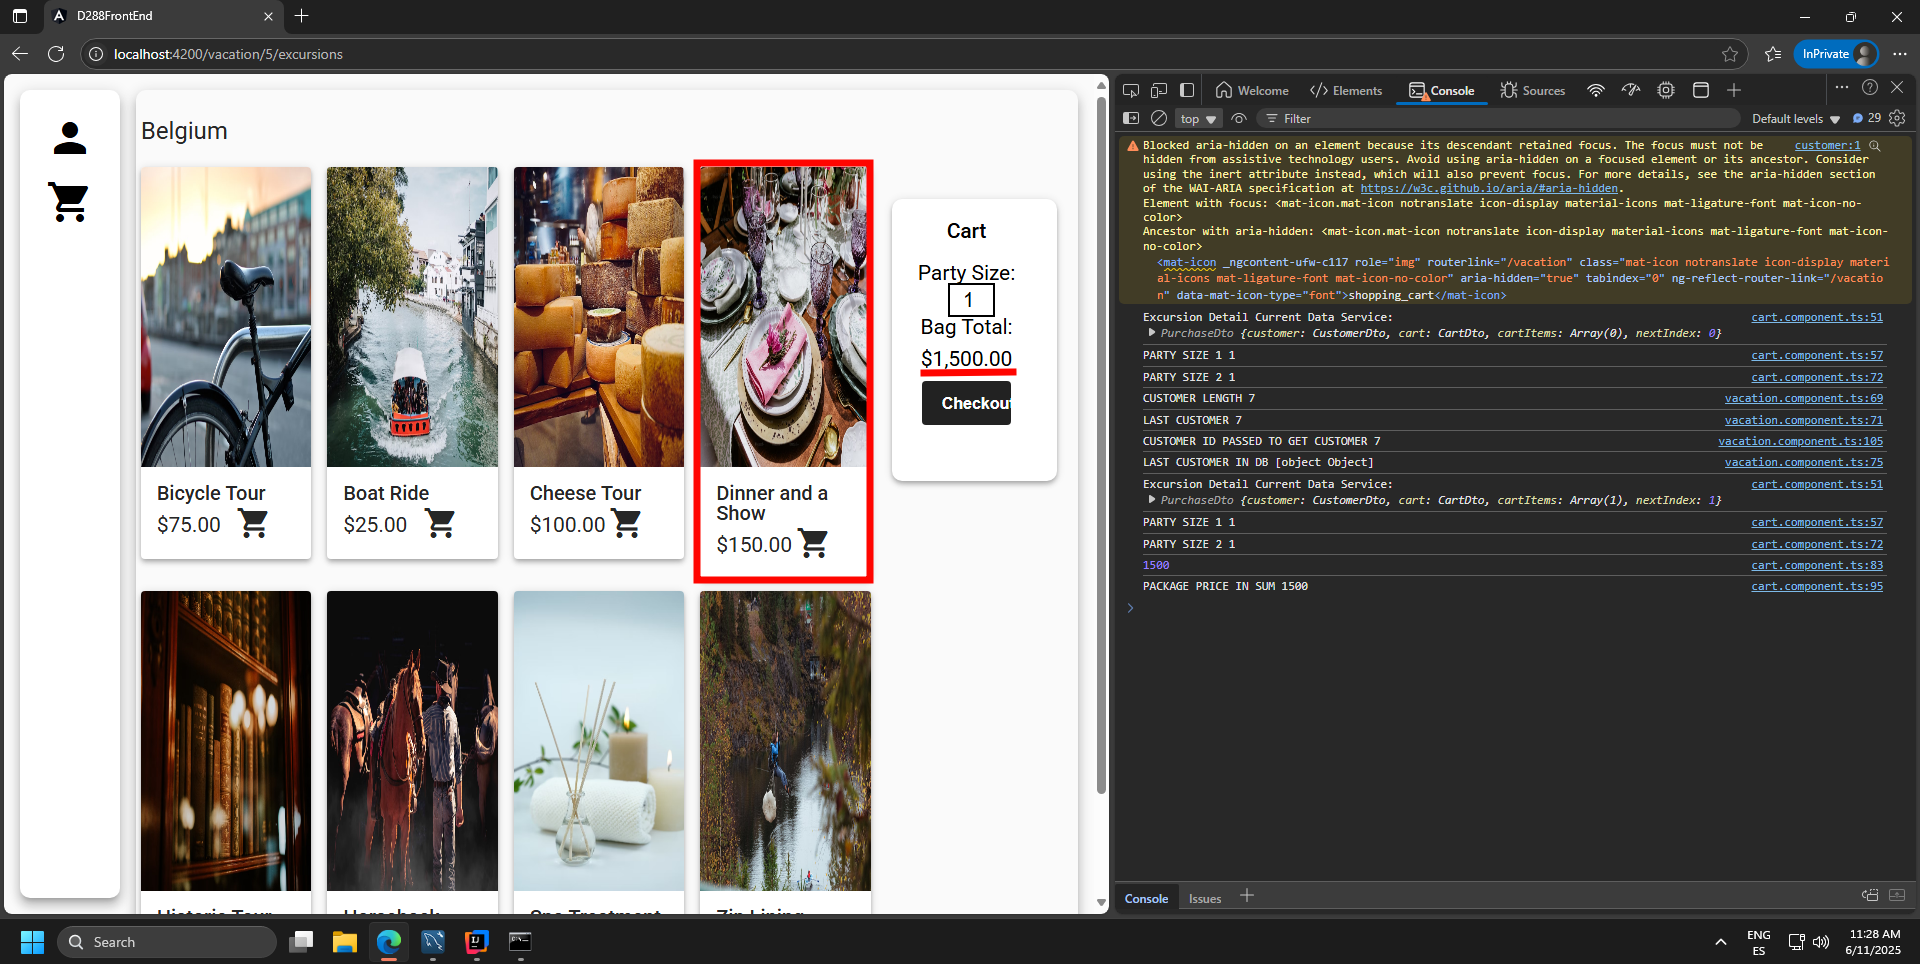 D288FrontEnd
localhost:4200/vacation/5/excursions
InPrivate
Belgium
Bicycle Tour
$75.00
Boat Ride
$25.00
Cheese Tour
$100.00
Dinner and a
Show
$150.00
Cart
Party Size:
1
Bag Total:
$1,500.00
Checkout
Welcome
Elements
Console
Sources
top
Filter
Default levels
29
Blocked aria-hidden on an element because its descendant retained focus. The focus must not be customer:1
hidden from assistive technology users. Avoid using aria-hidden on a focused element or its ancestor. Consider
using the inert attribute instead, which will also prevent focus. For more details, see the aria-hidden section
of the WAI-ARIA specification at https://w3c.github.io/aria/#aria-hidden.
Element with focus: <mat-icon.mat-icon notranslate icon-display material-icons mat-ligature-font mat-icon-no-
color>
Ancestor with aria-hidden: <mat-icon.mat-icon notranslate icon-display material-icons mat-ligature-font mat-icon-
no-color>
<mat-icon _ngcontent-ufw-c117 role="img" routerlink="/vacation" class="mat-icon notranslate icon-display materi
al-icons mat-ligature-font mat-icon-no-color" aria-hidden="true" tabindex="0" ng-reflect-router-link="/vacatio
n" data-mat-icon-type="font">shopping_cart</mat-icon>
Excursion Detail Current Data Service: cart.component.ts:51
PurchaseDto {customer: CustomerDto, cart: CartDto, cartItems: Array(0), nextIndex: 0}
PARTY SIZE 1 1 cart.component.ts:57
PARTY SIZE 2 1 cart.component.ts:72
CUSTOMER LENGTH 7 vacation.component.ts:69
LAST CUSTOMER 7 vacation.component.ts:71
CUSTOMER ID PASSED TO GET CUSTOMER 7 vacation.component.ts:105
LAST CUSTOMER IN DB [object Object] vacation.component.ts:75
Excursion Detail Current Data Service: cart.component.ts:51
PurchaseDto {customer: CustomerDto, cart: CartDto, cartItems: Array(1), nextIndex: 1}
PARTY SIZE 1 1 cart.component.ts:57
PARTY SIZE 2 1 cart.component.ts:72
1500 cart.component.ts:83
PACKAGE PRICE IN SUM 1500 cart.component.ts:95
Console
Issues
Search
ENG
ES
11:28 AM
6/11/2025